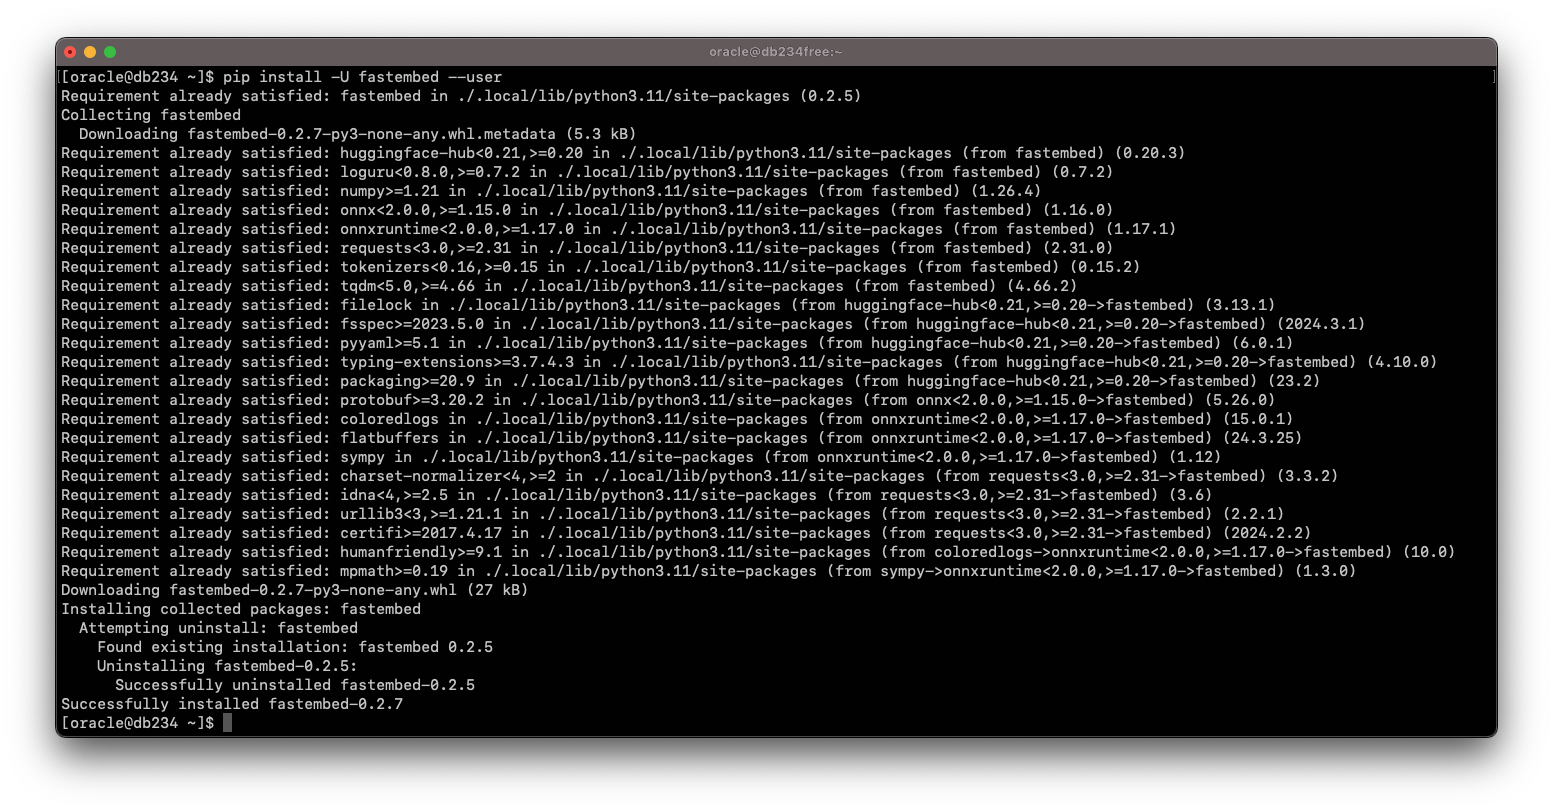 oracle@db234free:~
[[oracle@db234 ~]$ pip install -U fastembed --user ]
Requirement already satisfied: fastembed in ./.local/lib/python3.11/site-packages (0.2.5)
Collecting fastembed
  Downloading fastembed-0.2.7-py3-none-any.whl.metadata (5.3 kB)
Requirement already satisfied: huggingface-hub<0.21,>=0.20 in ./.local/lib/python3.11/site-packages (from fastembed) (0.20.3)
Requirement already satisfied: loguru<0.8.0,>=0.7.2 in ./.local/lib/python3.11/site-packages (from fastembed) (0.7.2)
Requirement already satisfied: numpy>=1.21 in ./.local/lib/python3.11/site-packages (from fastembed) (1.26.4)
Requirement already satisfied: onnx<2.0.0,>=1.15.0 in ./.local/lib/python3.11/site-packages (from fastembed) (1.16.0)
Requirement already satisfied: onnxruntime<2.0.0,>=1.17.0 in ./.local/lib/python3.11/site-packages (from fastembed) (1.17.1)
Requirement already satisfied: requests<3.0,>=2.31 in ./.local/lib/python3.11/site-packages (from fastembed) (2.31.0)
Requirement already satisfied: tokenizers<0.16,>=0.15 in ./.local/lib/python3.11/site-packages (from fastembed) (0.15.2)
Requirement already satisfied: tqdm<5.0,>=4.66 in ./.local/lib/python3.11/site-packages (from fastembed) (4.66.2)
Requirement already satisfied: filelock in ./.local/lib/python3.11/site-packages (from huggingface-hub<0.21,>=0.20->fastembed) (3.13.1)
Requirement already satisfied: fsspec>=2023.5.0 in ./.local/lib/python3.11/site-packages (from huggingface-hub<0.21,>=0.20->fastembed) (2024.3.1)
Requirement already satisfied: pyyaml>=5.1 in ./.local/lib/python3.11/site-packages (from huggingface-hub<0.21,>=0.20->fastembed) (6.0.1)
Requirement already satisfied: typing-extensions>=3.7.4.3 in ./.local/lib/python3.11/site-packages (from huggingface-hub<0.21,>=0.20->fastembed) (4.10.0)
Requirement already satisfied: packaging>=20.9 in ./.local/lib/python3.11/site-packages (from huggingface-hub<0.21,>=0.20->fastembed) (23.2)
Requirement already satisfied: protobuf>=3.20.2 in ./.local/lib/python3.11/site-packages (from onnx<2.0.0,>=1.15.0->fastembed) (5.26.0)
Requirement already satisfied: coloredlogs in ./.local/lib/python3.11/site-packages (from onnxruntime<2.0.0,>=1.17.0->fastembed) (15.0.1)
Requirement already satisfied: flatbuffers in ./.local/lib/python3.11/site-packages (from onnxruntime<2.0.0,>=1.17.0->fastembed) (24.3.25)
Requirement already satisfied: sympy in ./.local/lib/python3.11/site-packages (from onnxruntime<2.0.0,>=1.17.0->fastembed) (1.12)
Requirement already satisfied: charset-normalizer<4,>=2 in ./.local/lib/python3.11/site-packages (from requests<3.0,>=2.31->fastembed) (3.3.2)
Requirement already satisfied: idna<4,>=2.5 in ./.local/lib/python3.11/site-packages (from requests<3.0,>=2.31->fastembed) (3.6)
Requirement already satisfied: urllib3<3,>=1.21.1 in ./.local/lib/python3.11/site-packages (from requests<3.0,>=2.31->fastembed) (2.2.1)
Requirement already satisfied: certifi>=2017.4.17 in ./.local/lib/python3.11/site-packages (from requests<3.0,>=2.31->fastembed) (2024.2.2)
Requirement already satisfied: humanfriendly>=9.1 in ./.local/lib/python3.11/site-packages (from coloredlogs->onnxruntime<2.0.0,>=1.17.0->fastembed) (10.0)
Requirement already satisfied: mpmath>=0.19 in ./.local/lib/python3.11/site-packages (from sympy->onnxruntime<2.0.0,>=1.17.0->fastembed) (1.3.0)
Downloading fastembed-0.2.7-py3-none-any.whl (27 kB)
Installing collected packages: fastembed
  Attempting uninstall: fastembed
    Found existing installation: fastembed 0.2.5
    Uninstalling fastembed-0.2.5:
      Successfully uninstalled fastembed-0.2.5
Successfully installed fastembed-0.2.7
[oracle@db234 ~]$